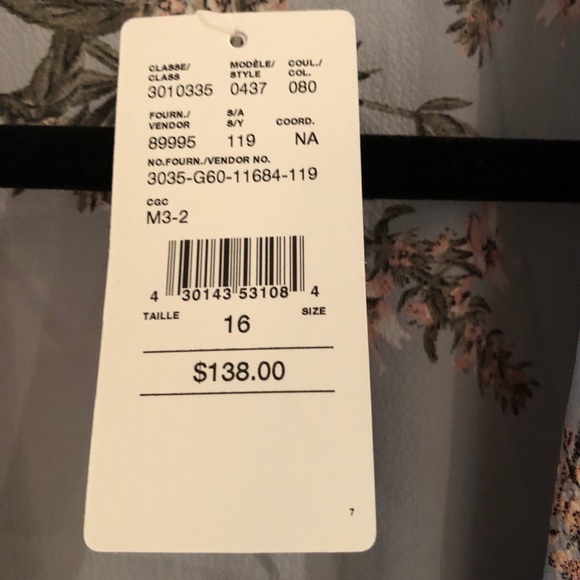 CLASSE/ MODÈLE/ COUL./
CLASS STYLE COL.
3010335 0437 080
FOURN./ S/A
VENDOR S/Y COORD.
89995 119 NA
NO.FOURN./VENDOR NO.
3035-G60-11684-119
CGC
M3-2
4 30143 53108 4
TAILLE 16 SIZE
$138.00
7